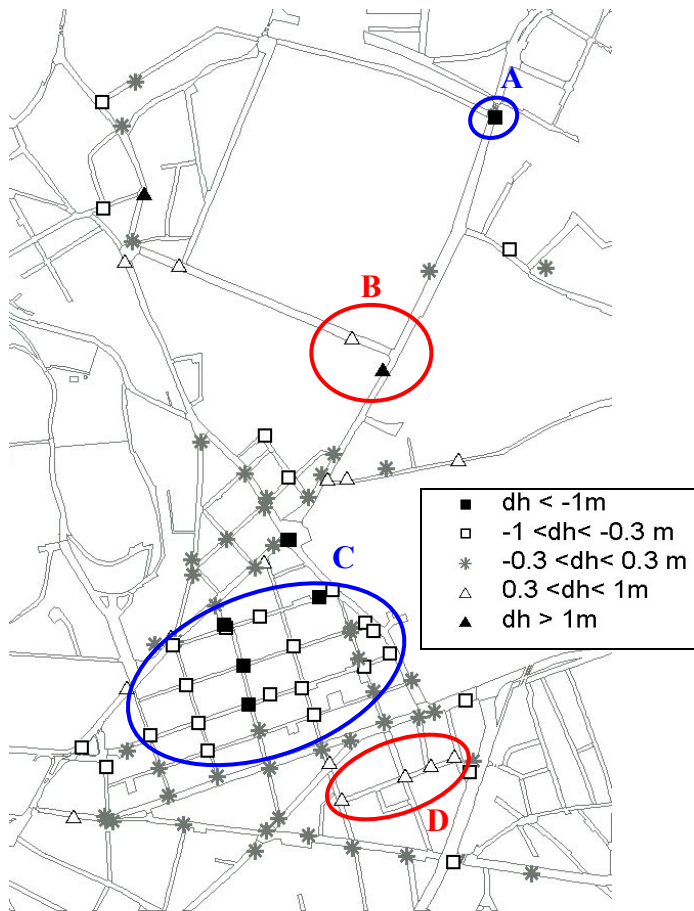 A
B
dh < -1m
-1 <dh< -0.3 m
-0.3 <dh< 0.3 m
0.3 <dh< 1m
dh > 1m
C
D